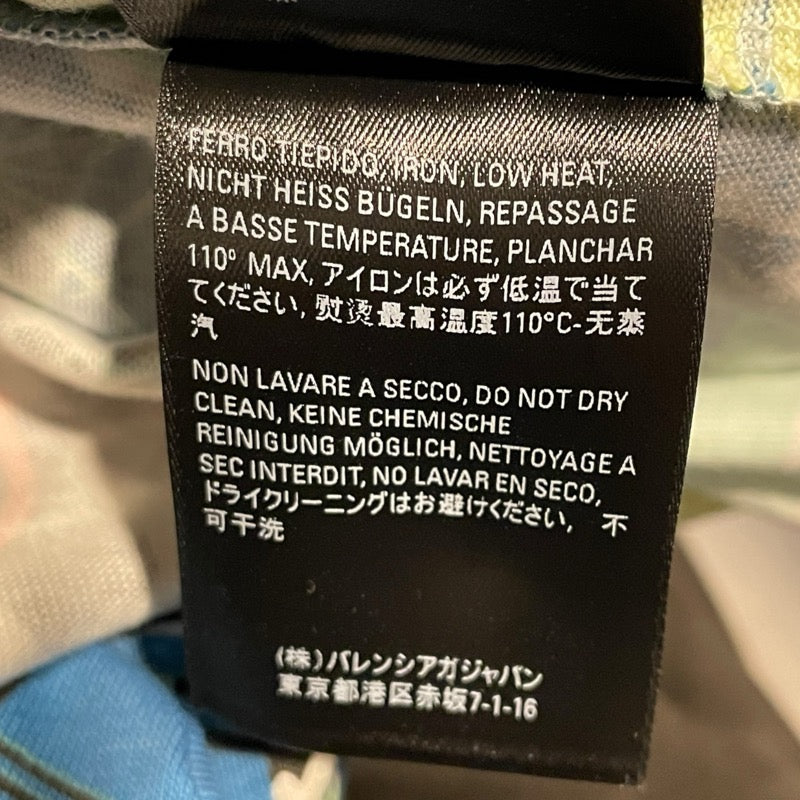 FERRO TIEPIDO, IRON, LOW HEAT,
NICHT HEISS BÜGELN, REPASSAGE
A BASSE TEMPERATURE, PLANCHAR
110° MAX, アイロンは必ず低温で当て
てください, 熨烫最高温度110°C-无蒸
汽
NON LAVARE A SECCO, DO NOT DRY
CLEAN, KEINE CHEMISCHE
REINIGUNG MÖGLICH, NETTOYAGE A
SEC INTERDIT, NO LAVAR EN SECO,
ドライクリーニングはお避けください, 不
可干洗
(株)バレンシアガジャパン
東京都港区赤坂7-1-16